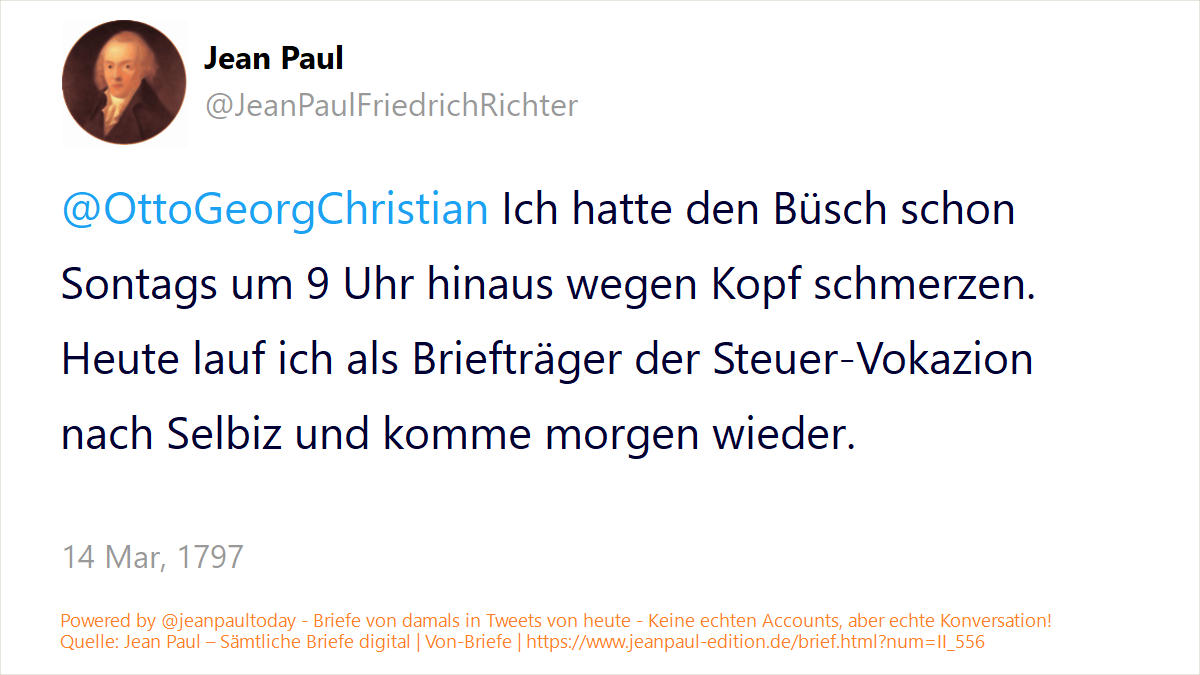 Jean Paul
@JeanPaulFriedrichRichter
@OttoGeorgChristian Ich hatte den Büsch schon
Sontags um 9 Uhr hinaus wegen Kopf schmerzen.
Heute lauf ich als Briefträger der Steuer-Vokazion
nach Selbiz und komme morgen wieder.
14 Mar, 1797
Powered by @jeanpaultoday - Briefe von damals in Tweets von heute - Keine echten Accounts, aber echte Konversation!
Quelle: Jean Paul – Sämtliche Briefe digital | Von-Briefe | https://www.jeanpaul-edition.de/brief.html?num=II_556